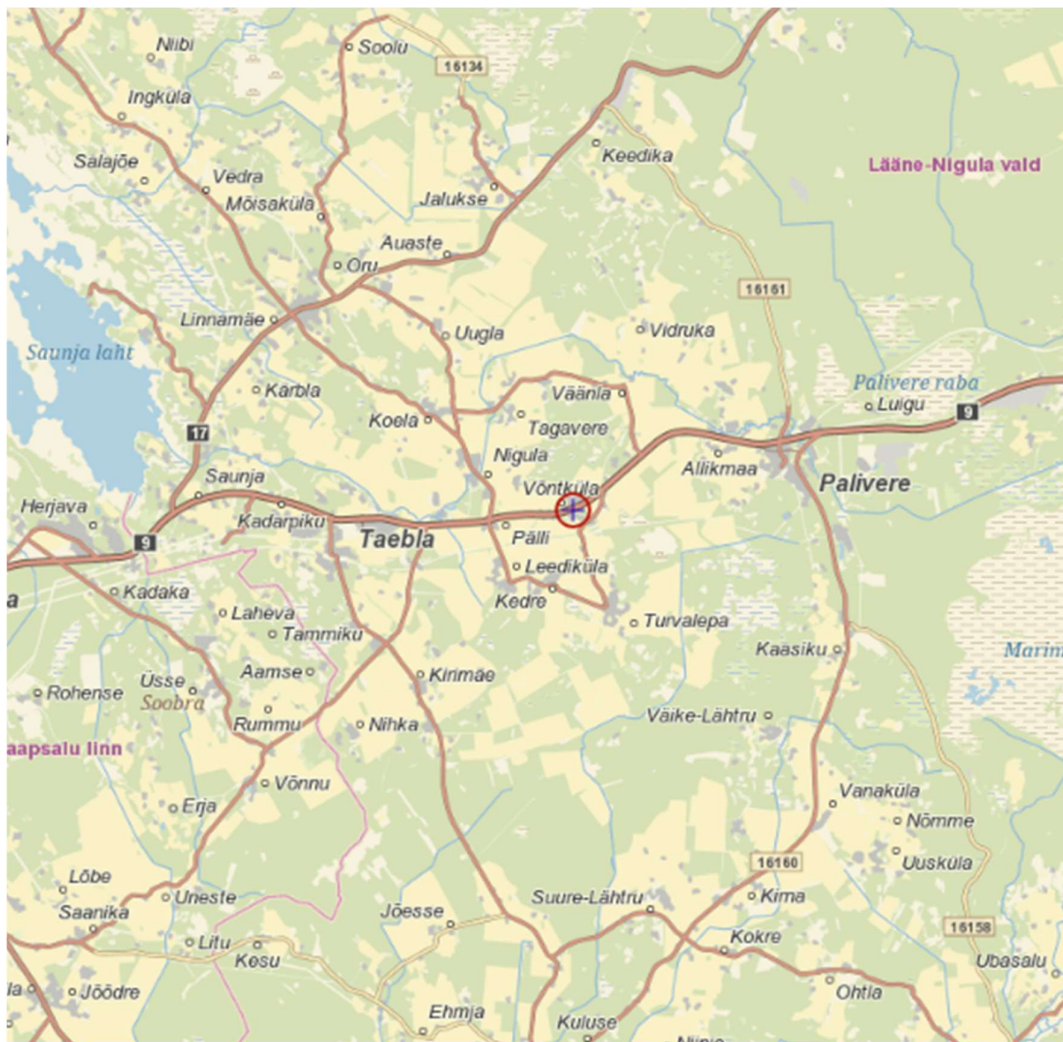 Niibi
Soolu
16134
Ingküla
Keedika
Lääne-Nigula vald
Salajõe
Vedra
Jalukse
Mõisaküla
Auaste
Oru
16161
Linnamäe
Uugla
Vidruka
Saunja laht
Väänla
Palivere raba
Kärbla
Luigu
9
Koela
Tagavere
17
Nigula
Allikmaa
Saunja
Võntküla
Palivere
Herjava
Kadarpiku
Taebla
Pälli
9
Leediküla
Kadaka
Kedre
a
Laheva
Turvalepa
Tammiku
Kaasiku
Marim
Aamse
Kirimäe
Üsse
Rohense
Soobra
Rummu
Nihka
Väike-Lähtru
aapsalu linn
Võnnu
Vanaküla
Erja
Nõmme
Uusküla
16160
Lõbe
Uneste
Suure-Lähtru
Kirna
Saanika
Jõesse
16158
Litu
Kesu
Kokre
Ubasalu
la
Jõõdre
Ohtla
Ehmja
Kuluse